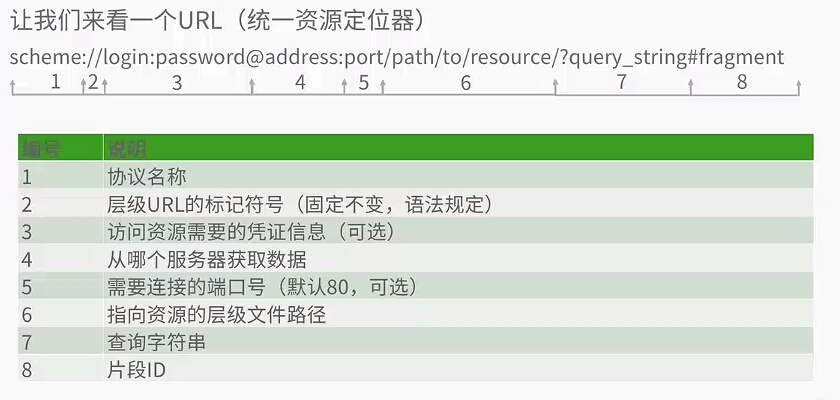 让我们来看一个URL（统一资源定位器）
scheme://login:password@address:port/path/to/resource/?query_string#fragment
1 2 3 4 5 6 7 8
编号 说明
1 协议名称
2 层级URL的标记符号（固定不变，语法规定）
3 访问资源需要的凭证信息（可选）
4 从哪个服务器获取数据
5 需要连接的端口号（默认80，可选）
6 指向资源的层级文件路径
7 查询字符串
8 片段ID